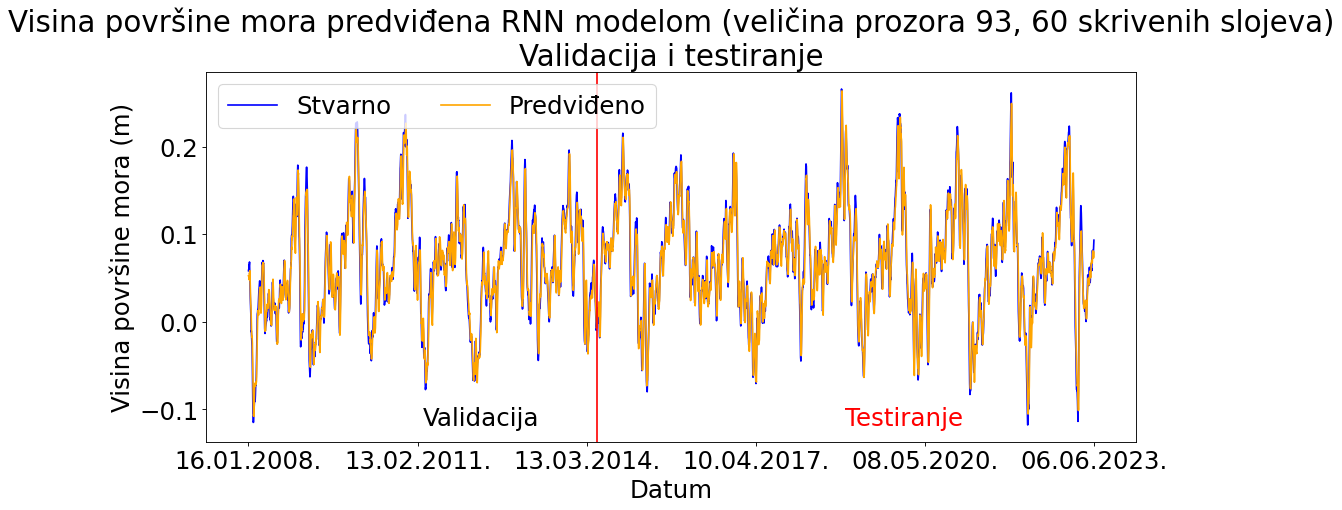 Visina površine mora predviđena RNN modelom (veličina prozora 93, 60 skrivenih slojeva)
Validacija i testiranje
Stvarno
Predviđeno
Visina površine mora (m)
0.2
0.1
0.0
−0.1
Validacija
Testiranje
16.01.2008.
13.02.2011.
13.03.2014.
10.04.2017.
08.05.2020.
06.06.2023.
Datum